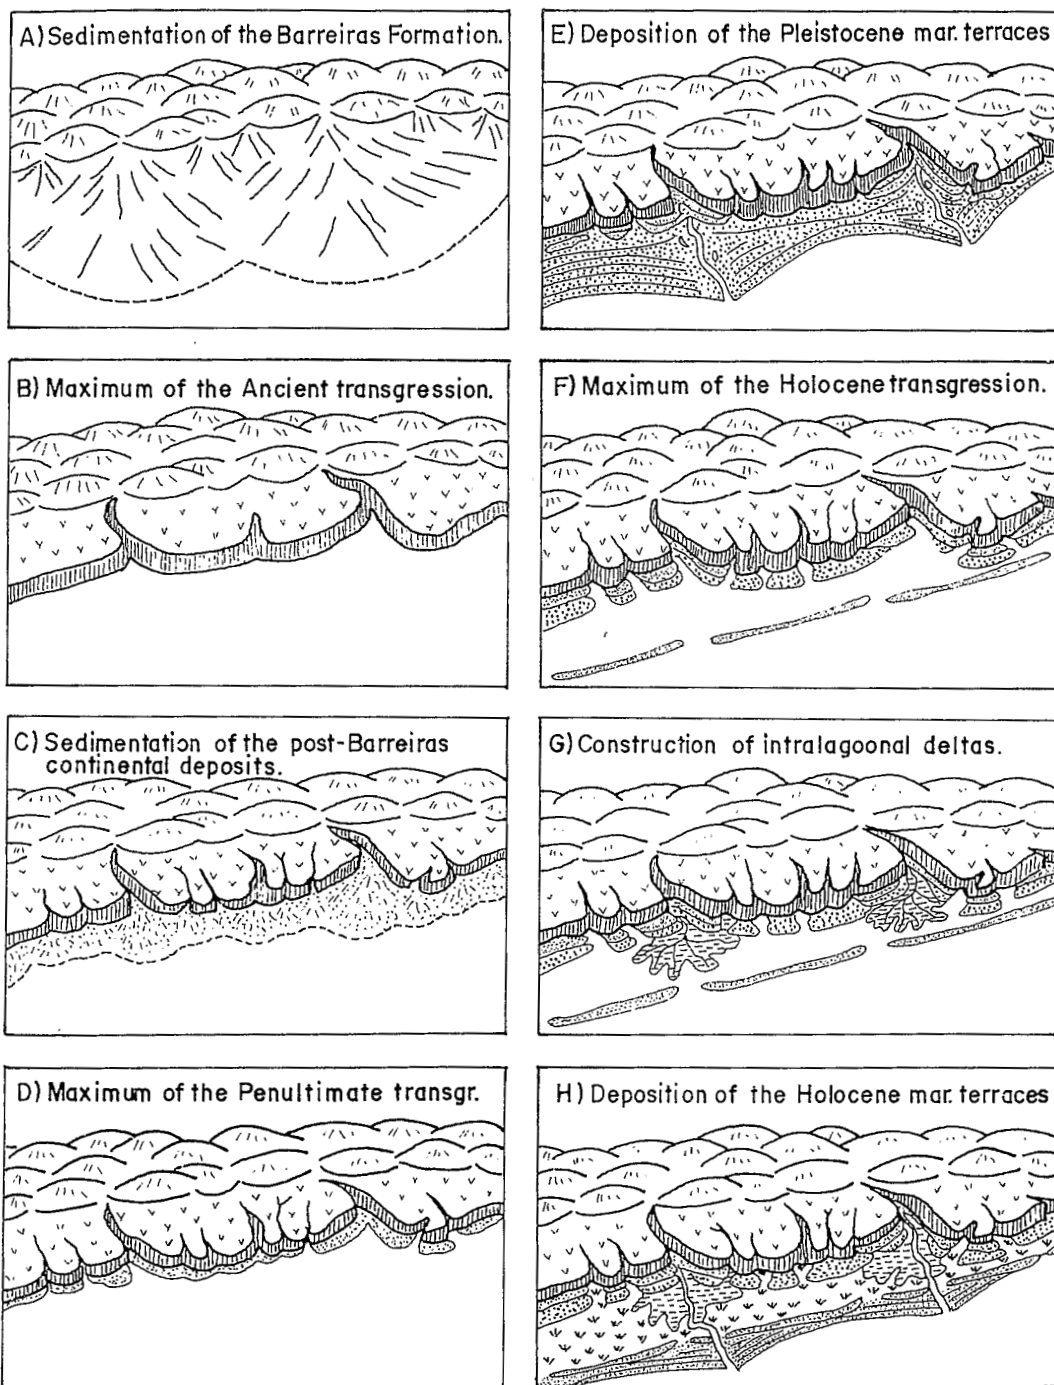 A) Sedimentation of the Barreiras Formation.
B) Maximum of the Ancient transgression.
C) Sedimentation of the post-Barreiras
continental deposits.
D) Maximum of the Penultimate transgr.
E) Deposition of the Pleistocene mar. terraces
F) Maximum of the Holocene transgression.
G) Construction of intralagoonal deltas.
H) Deposition of the Holocene mar. terraces